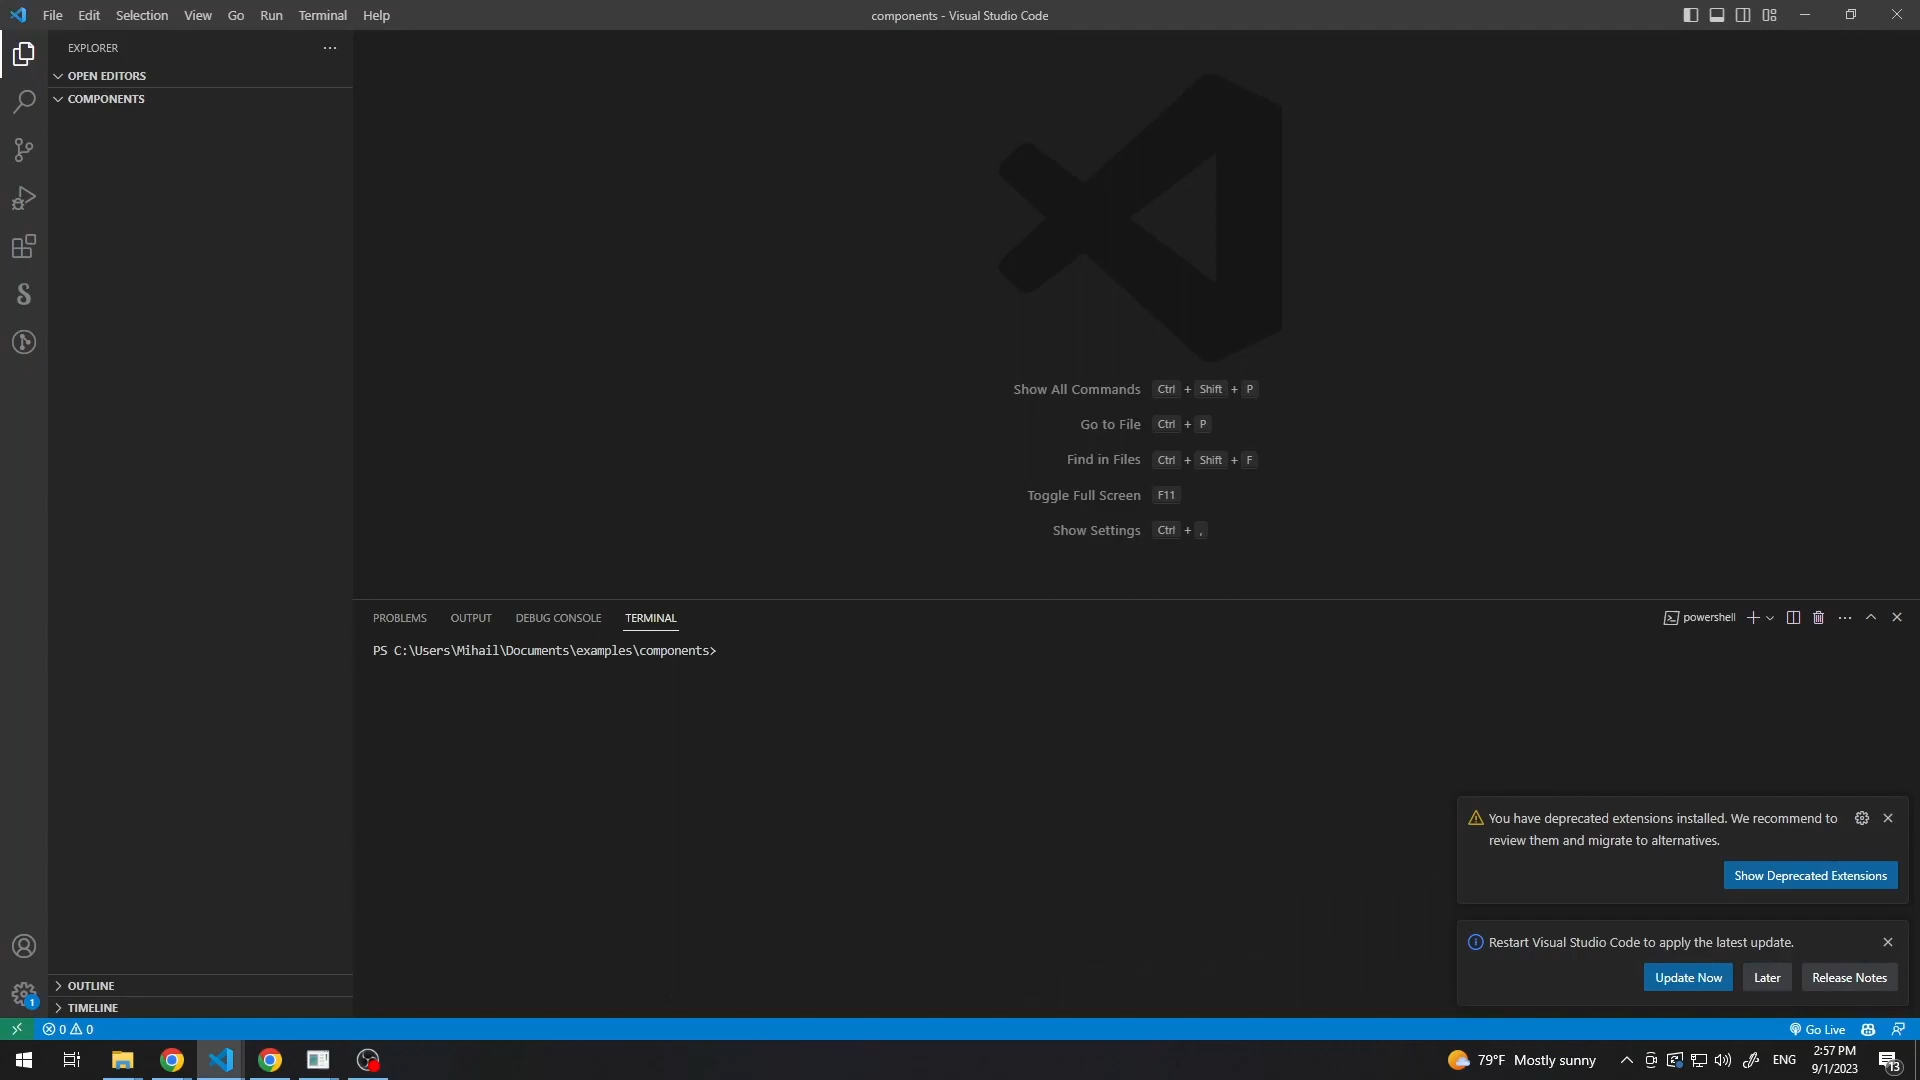 File Edit Selection View Go Run Terminal Help
components - Visual Studio Code
EXPLORER
OPEN EDITORS
COMPONENTS
Show All Commands Ctrl + Shift + P
Go to File Ctrl + P
Find in Files Ctrl + Shift + F
Toggle Full Screen F11
Show Settings Ctrl + ,
PROBLEMS OUTPUT DEBUG CONSOLE TERMINAL
powershell
PS C:\Users\Mihail\Documents\examples\components>
You have deprecated extensions installed. We recommend to
review them and migrate to alternatives.
Show Deprecated Extensions
Restart Visual Studio Code to apply the latest update.
Update Now Later Release Notes
1
OUTLINE
TIMELINE
0 0
Go Live
79°F Mostly sunny
ENG
2:57 PM
9/1/2023
13